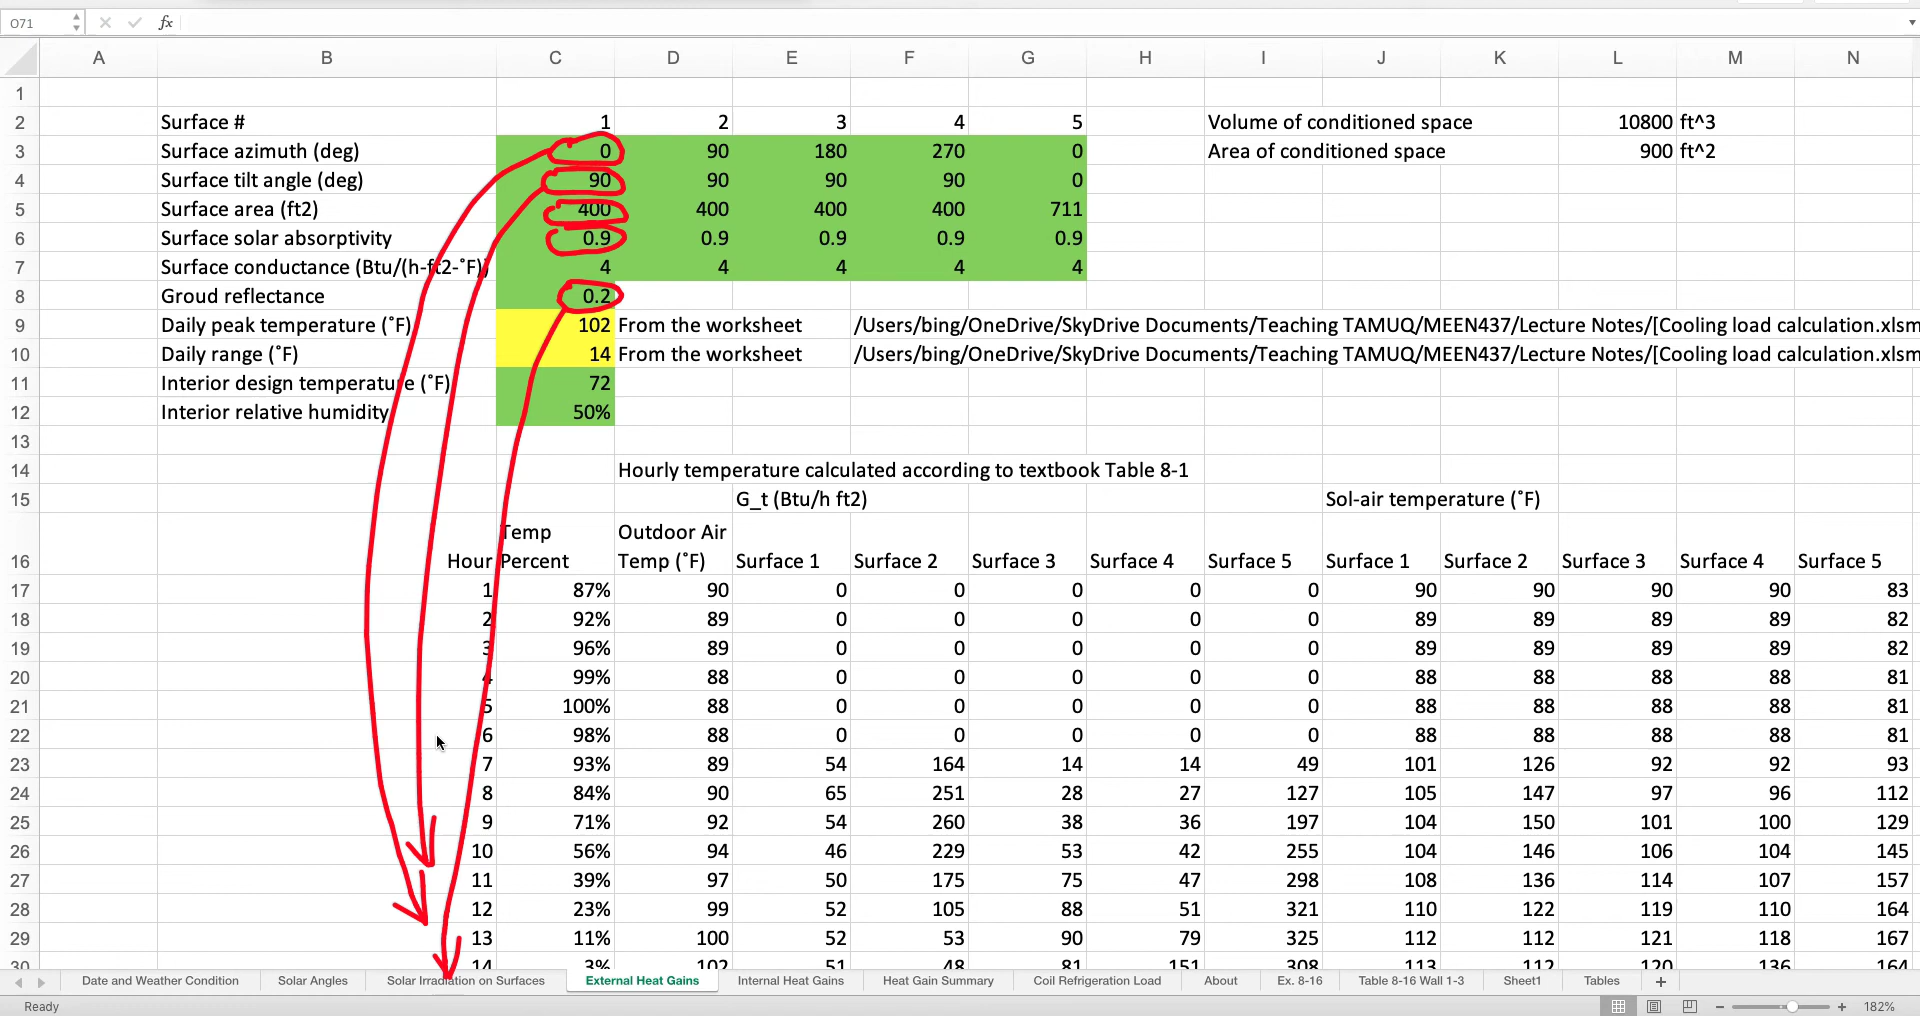 O71 fx
A B C D E F G H I J K L M N
1
2 Surface # 1 2 3 4 5 Volume of conditioned space 10800 ft^3
3 Surface azimuth (deg) 0 90 180 270 0 Area of conditioned space 900 ft^2
4 Surface tilt angle (deg) 90 90 90 90 0
5 Surface area (ft2) 400 400 400 400 711
6 Surface solar absorptivity 0.9 0.9 0.9 0.9 0.9
7 Surface conductance (Btu/(h-ft2-˚F)) 4 4 4 4 4
8 Groud reflectance 0.2
9 Daily peak temperature (˚F) 102 From the worksheet /Users/bing/OneDrive/SkyDrive Documents/Teaching TAMUQ/MEEN437/Lecture Notes/[Cooling load calculation.xlsm
10 Daily range (˚F) 14 From the worksheet /Users/bing/OneDrive/SkyDrive Documents/Teaching TAMUQ/MEEN437/Lecture Notes/[Cooling load calculation.xlsm
11 Interior design temperature (˚F) 72
12 Interior relative humidity 50%
13
14 Hourly temperature calculated according to textbook Table 8-1
15 G_t (Btu/h ft2) Sol-air temperature (˚F)
Temp Outdoor Air
16 Hour Percent Temp (˚F) Surface 1 Surface 2 Surface 3 Surface 4 Surface 5 Surface 1 Surface 2 Surface 3 Surface 4 Surface 5
17 1 87% 90 0 0 0 0 0 90 90 90 90 83
18 2 92% 89 0 0 0 0 0 89 89 89 89 82
19 3 96% 89 0 0 0 0 0 89 89 89 89 82
20 4 99% 88 0 0 0 0 0 88 88 88 88 81
21 5 100% 88 0 0 0 0 0 88 88 88 88 81
22 6 98% 88 0 0 0 0 0 88 88 88 88 81
23 7 93% 89 54 164 14 14 49 101 126 92 92 93
24 8 84% 90 65 251 28 27 127 105 147 97 96 112
25 9 71% 92 54 260 38 36 197 104 150 101 100 129
26 10 56% 94 46 229 53 42 255 104 146 106 104 145
27 11 39% 97 50 175 75 47 298 108 136 114 107 157
28 12 23% 99 52 105 88 51 321 110 122 119 110 164
29 13 11% 100 52 53 90 79 325 112 112 121 118 167
30 14 3% 102 51 48 81 151 308 113 112 120 136 164
Date and Weather Condition Solar Angles Solar Irradiation on Surfaces External Heat Gains Internal Heat Gains Heat Gain Summary Coil Refrigeration Load About Ex. 8-16 Table 8-16 Wall 1-3 Sheet1 Tables +
Ready − + 182%